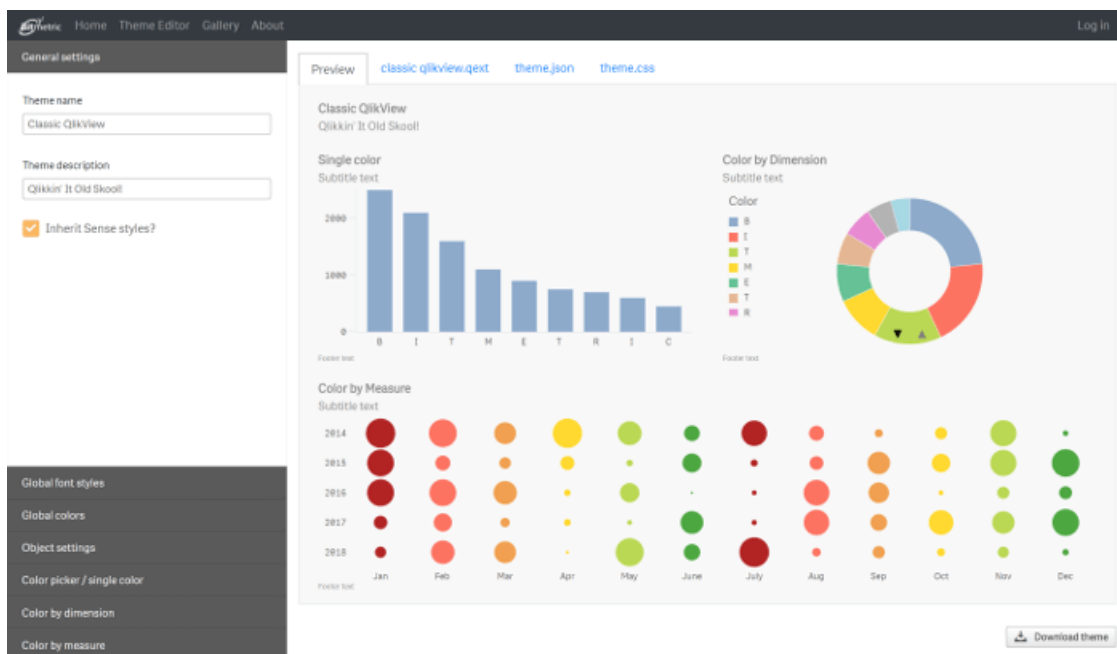 Bitmetric Home Theme Editor Gallery About Log in
General settings
Theme name
Classic QlikView
Theme description
Qlikkin' It Old Skool!
Inherit Sense styles?
Global font styles
Global colors
Object settings
Color picker / single color
Color by dimension
Color by measure
Preview classic qlikview.qext theme.json theme.css
Classic QlikView
Qlikkin' It Old Skool!
Single color
Subtitle text
2000
1000
0
B I T M E T R I C
Footer text
Color by Dimension
Subtitle text
Color
B
I
T
M
E
T
R
Footer text
Color by Measure
Subtitle text
2014
2015
2016
2017
2018
Jan Feb Mar Apr May June July Aug Sep Oct Nov Dec
Footer text
Download theme